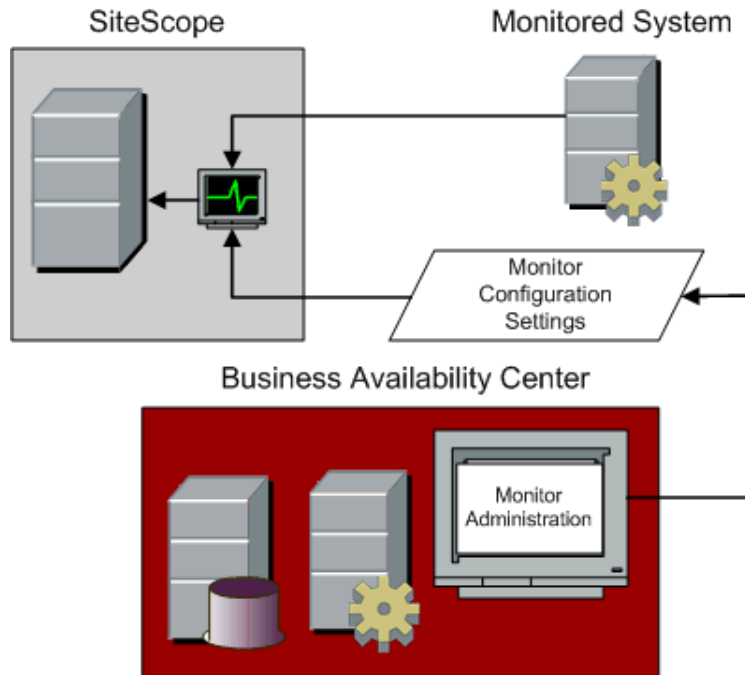 SiteScope
Monitored System
Monitor
Configuration
Settings
Business Availability Center
Monitor
Administration